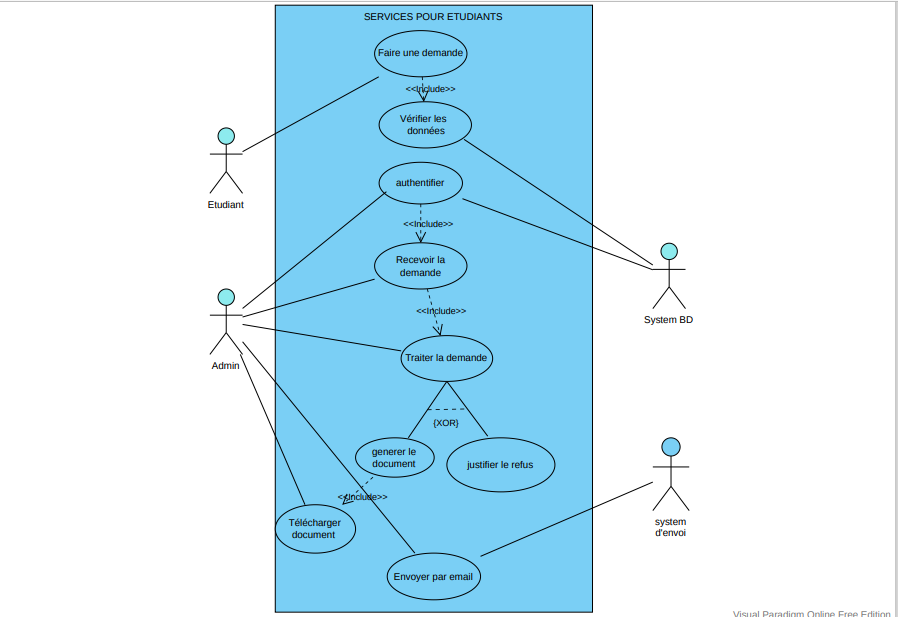 SERVICES POUR ETUDIANTS
Faire une demande
<<Include>>
Vérifier les
données
authentifier
Etudiant
<<Include>>
Recevoir la
demande
<<Include>>
System BD
Traiter la demande
Admin
{XOR}
generer le
document
justifier le refus
<<Include>>
Télécharger
document
system
d'envoi
Envoyer par email
Visual Paradigm Online Free Edition